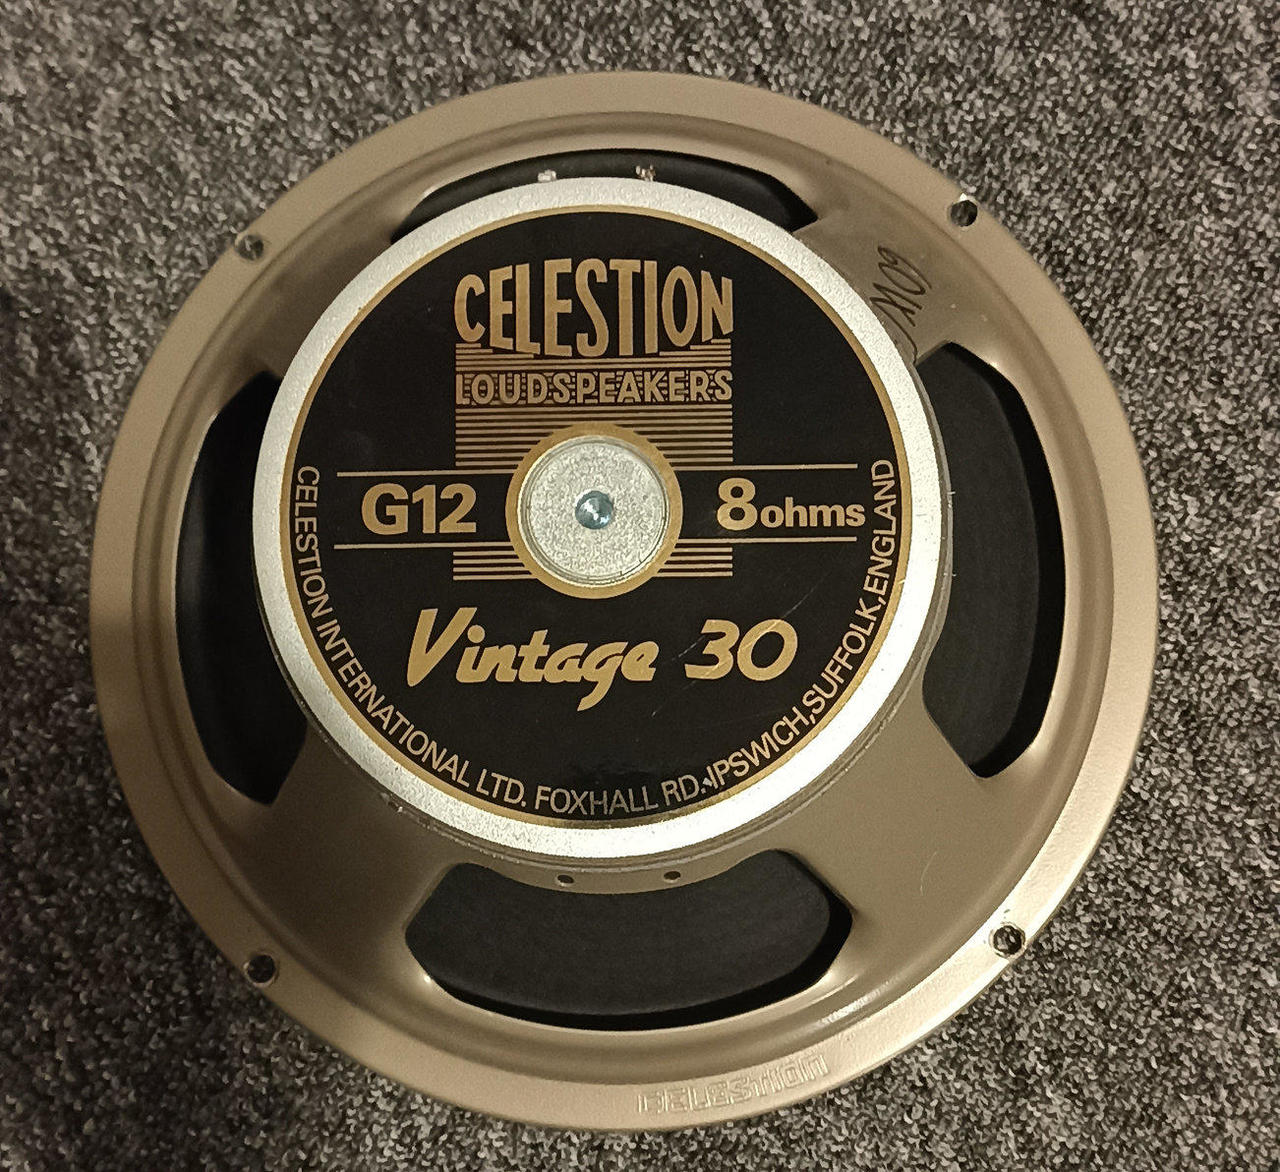 CELESTION
LOUDSPEAKERS
G12
8ohms
Vintage 30
CELESTION INTERNATIONAL LTD. FOXHALL RD. IPSWICH, SUFFOLK, ENGLAND
CELESTION